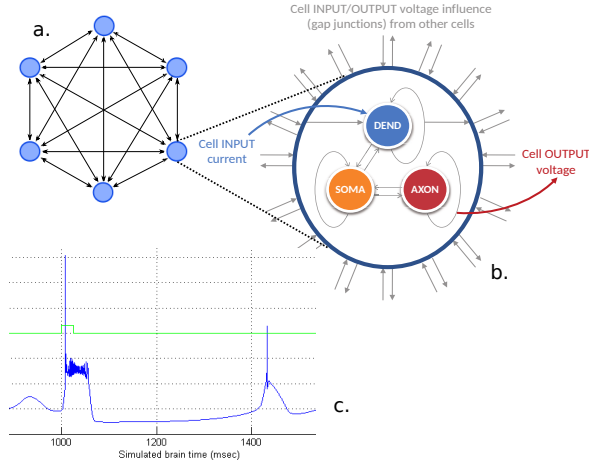 a.
Cell INPUT/OUTPUT voltage influence
(gap junctions) from other cells
Cell INPUT
current
DEND
SOMA
AXON
Cell OUTPUT
voltage
b.
c.
1000 1200 1400
Simulated brain time (msec)